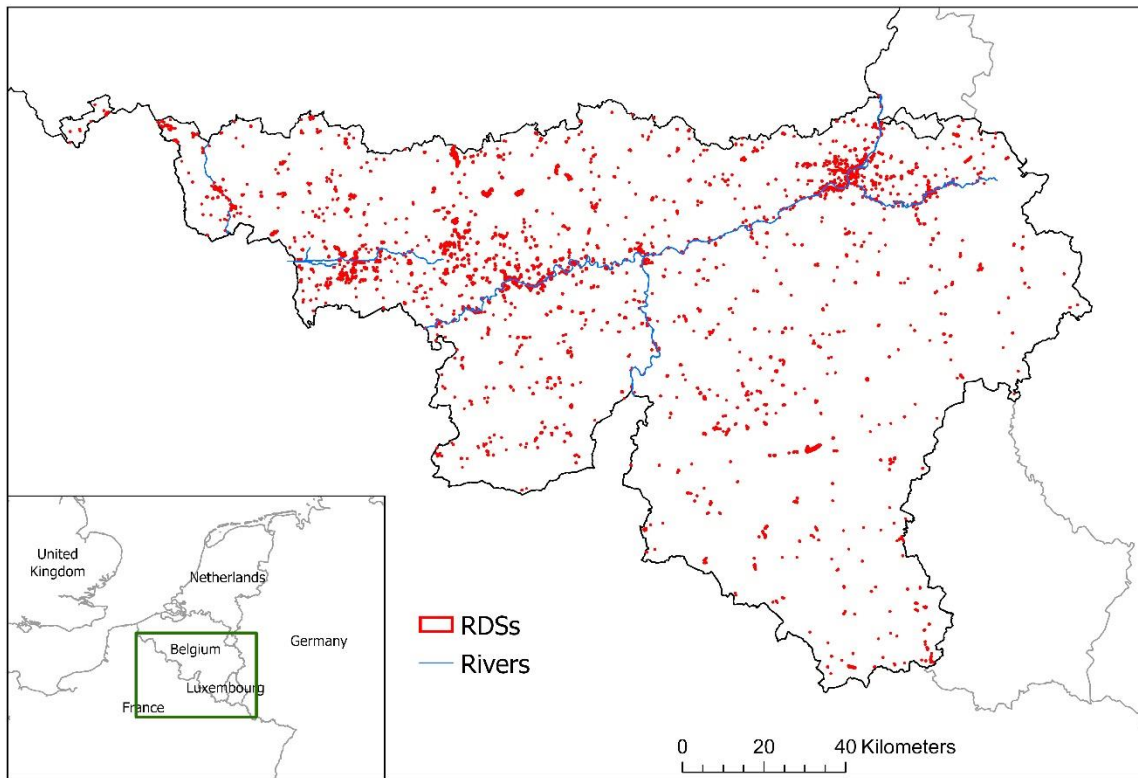 United
Kingdom
Netherlands
Belgium
Germany
Luxembourg
France
RDSs
Rivers
0 20 40 Kilometers